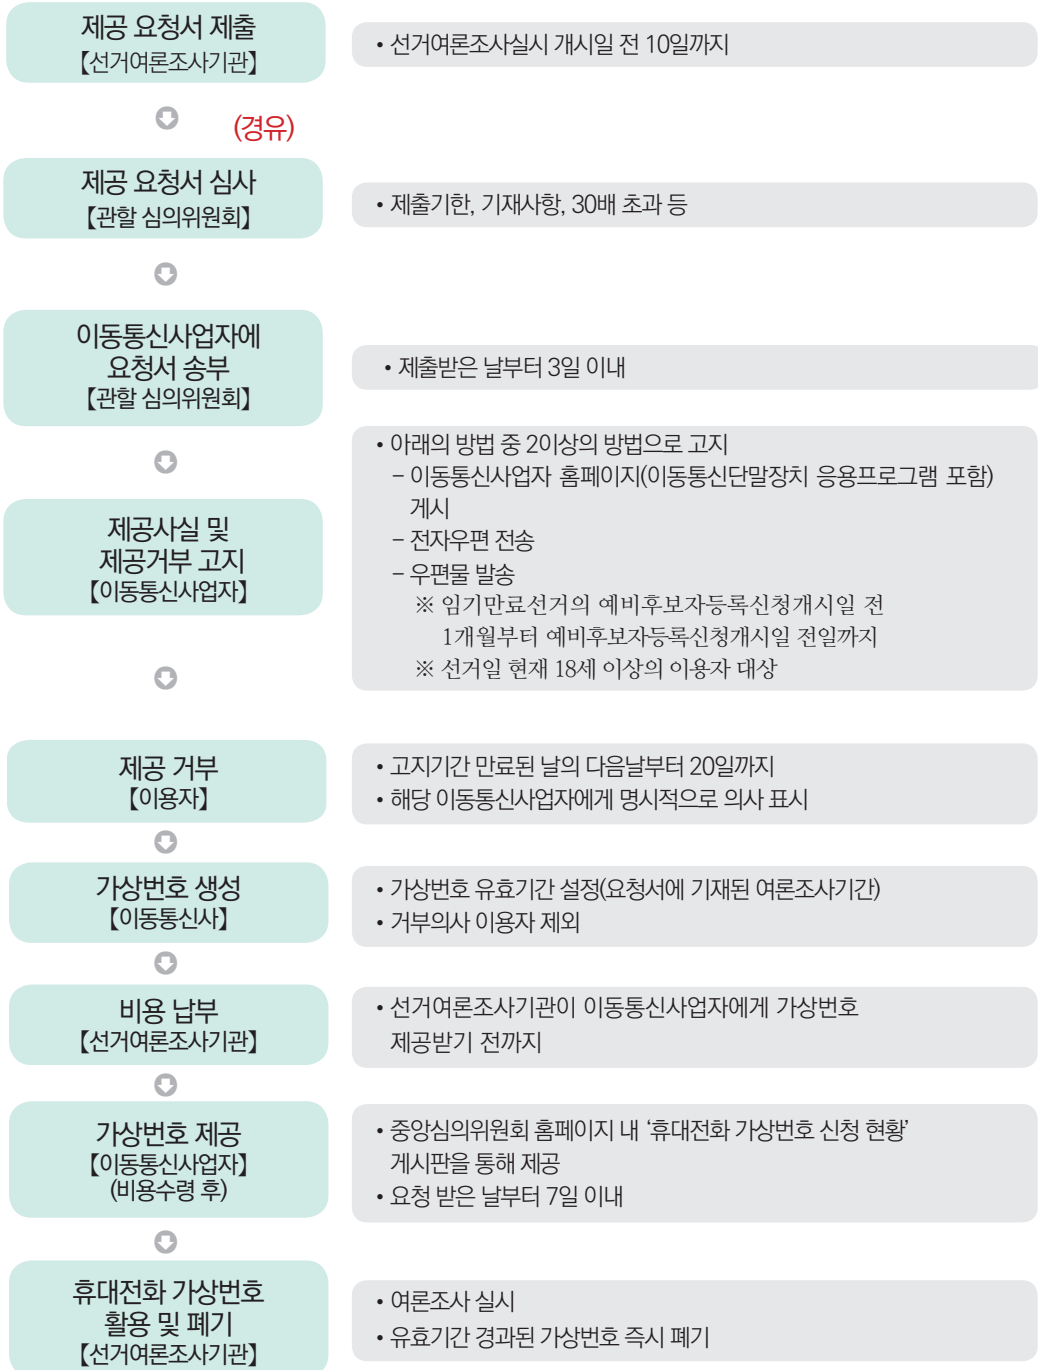 제공 요청서 제출
【선거여론조사기관】
• 선거여론조사실시 개시일 전 10일까지
(경유)
제공 요청서 심사
【관할 심의위원회】
• 제출기한, 기재사항, 30배 초과 등
이동통신사업자에
요청서 송부
【관할 심의위원회】
• 제출받은 날부터 3일 이내
제공사실 및
제공거부 고지
【이동통신사업자】
• 아래의 방법 중 2이상의 방법으로 고지
- 이동통신사업자 홈페이지(이동통신단말장치 응용프로그램 포함)
게시
- 전자우편 전송
- 우편물 발송
※ 임기만료선거의 예비후보자등록신청개시일 전
1개월부터 예비후보자등록신청개시일 전일까지
※ 선거일 현재 18세 이상의 이용자 대상
제공 거부
【이용자】
• 고지기간 만료된 날의 다음날부터 20일까지
• 해당 이동통신사업자에게 명시적으로 의사 표시
가상번호 생성
【이동통신사】
• 가상번호 유효기간 설정(요청서에 기재된 여론조사기간)
• 거부의사 이용자 제외
비용 납부
【선거여론조사기관】
• 선거여론조사기관이 이동통신사업자에게 가상번호
제공받기 전까지
가상번호 제공
【이동통신사업자】
(비용수령 후)
• 중앙심의위원회 홈페이지 내 ‘휴대전화 가상번호 신청 현황’
게시판을 통해 제공
• 요청 받은 날부터 7일 이내
휴대전화 가상번호
활용 및 폐기
【선거여론조사기관】
• 여론조사 실시
• 유효기간 경과된 가상번호 즉시 폐기